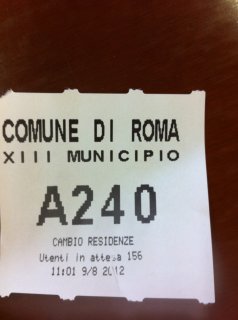 COMUNE DI ROMA
XIII MUNICIPIO
A240
CAMBIO RESIDENZE
Utenti in attesa 156
11:01 9/8 2012